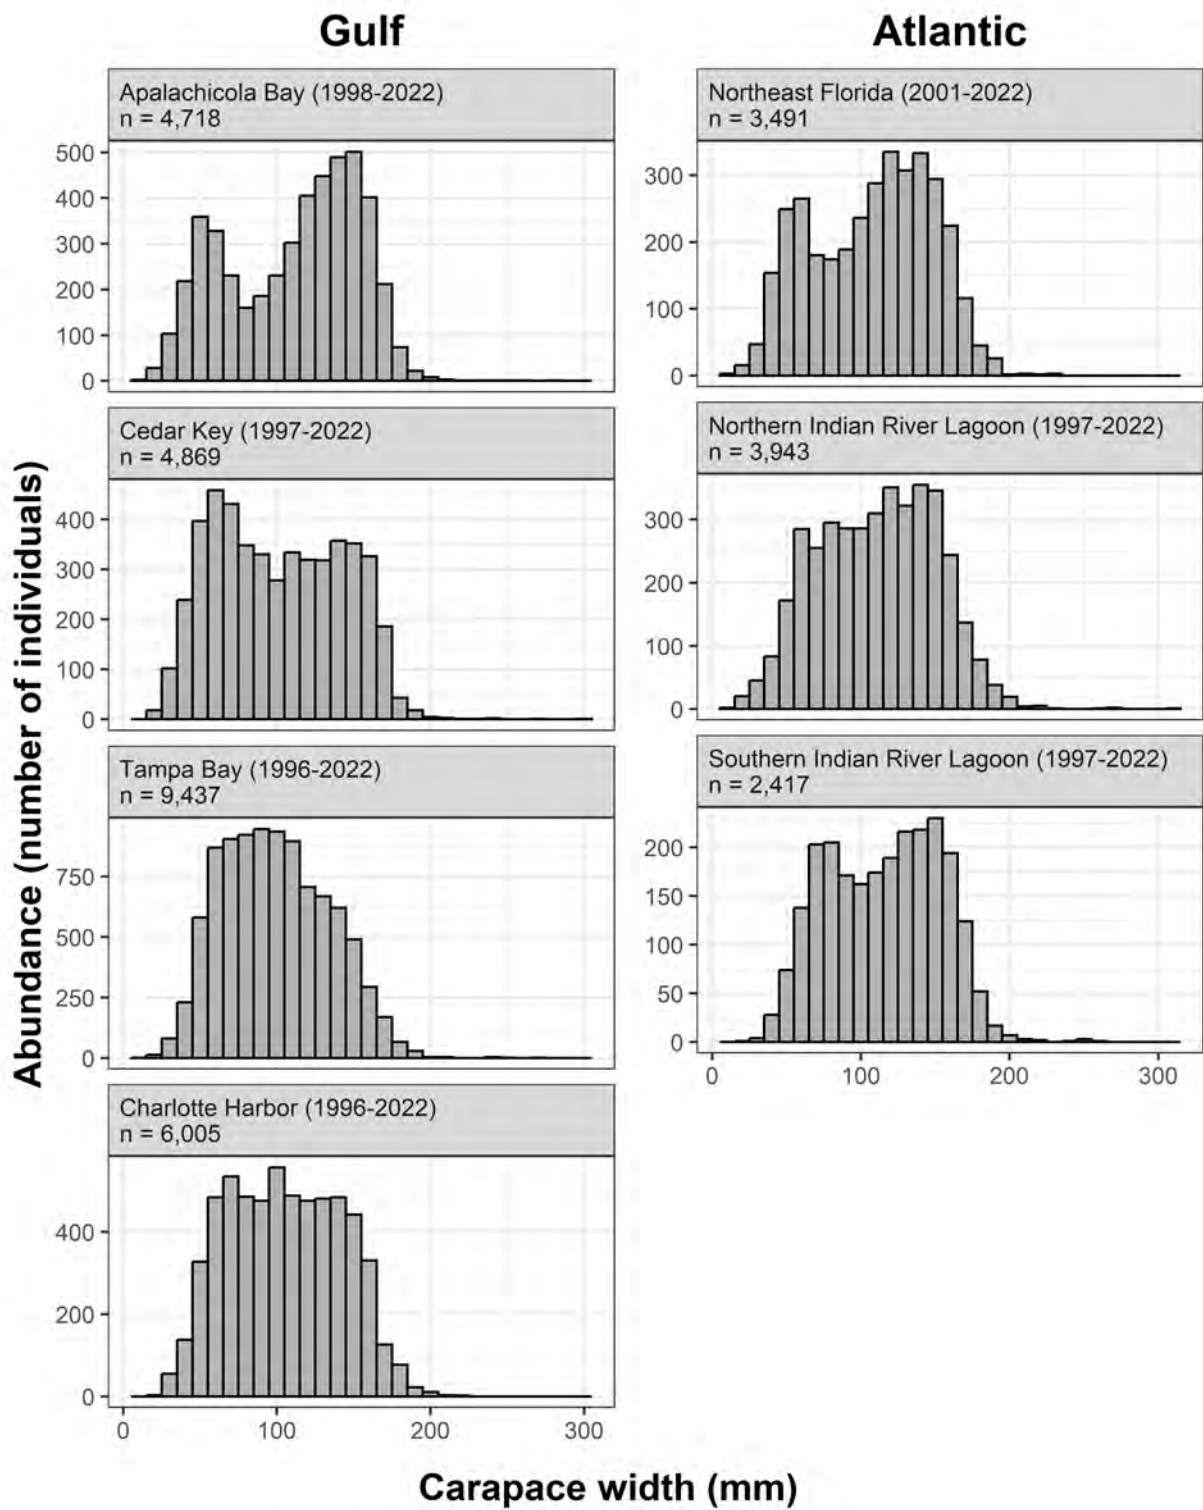 Gulf
Atlantic
Apalachicola Bay (1998-2022)
n = 4,718
500
400
300
200
100
0
Cedar Key (1997-2022)
n = 4,869
400
300
200
100
0
Tampa Bay (1996-2022)
n = 9,437
750
500
250
0
Charlotte Harbor (1996-2022)
n = 6,005
400
200
0
0
100
200
300
Northeast Florida (2001-2022)
n = 3,491
300
200
100
0
Northern Indian River Lagoon (1997-2022)
n = 3,943
300
200
100
0
Southern Indian River Lagoon (1997-2022)
n = 2,417
200
150
100
50
0
0
100
200
300
Abundance (number of individuals)
Carapace width (mm)